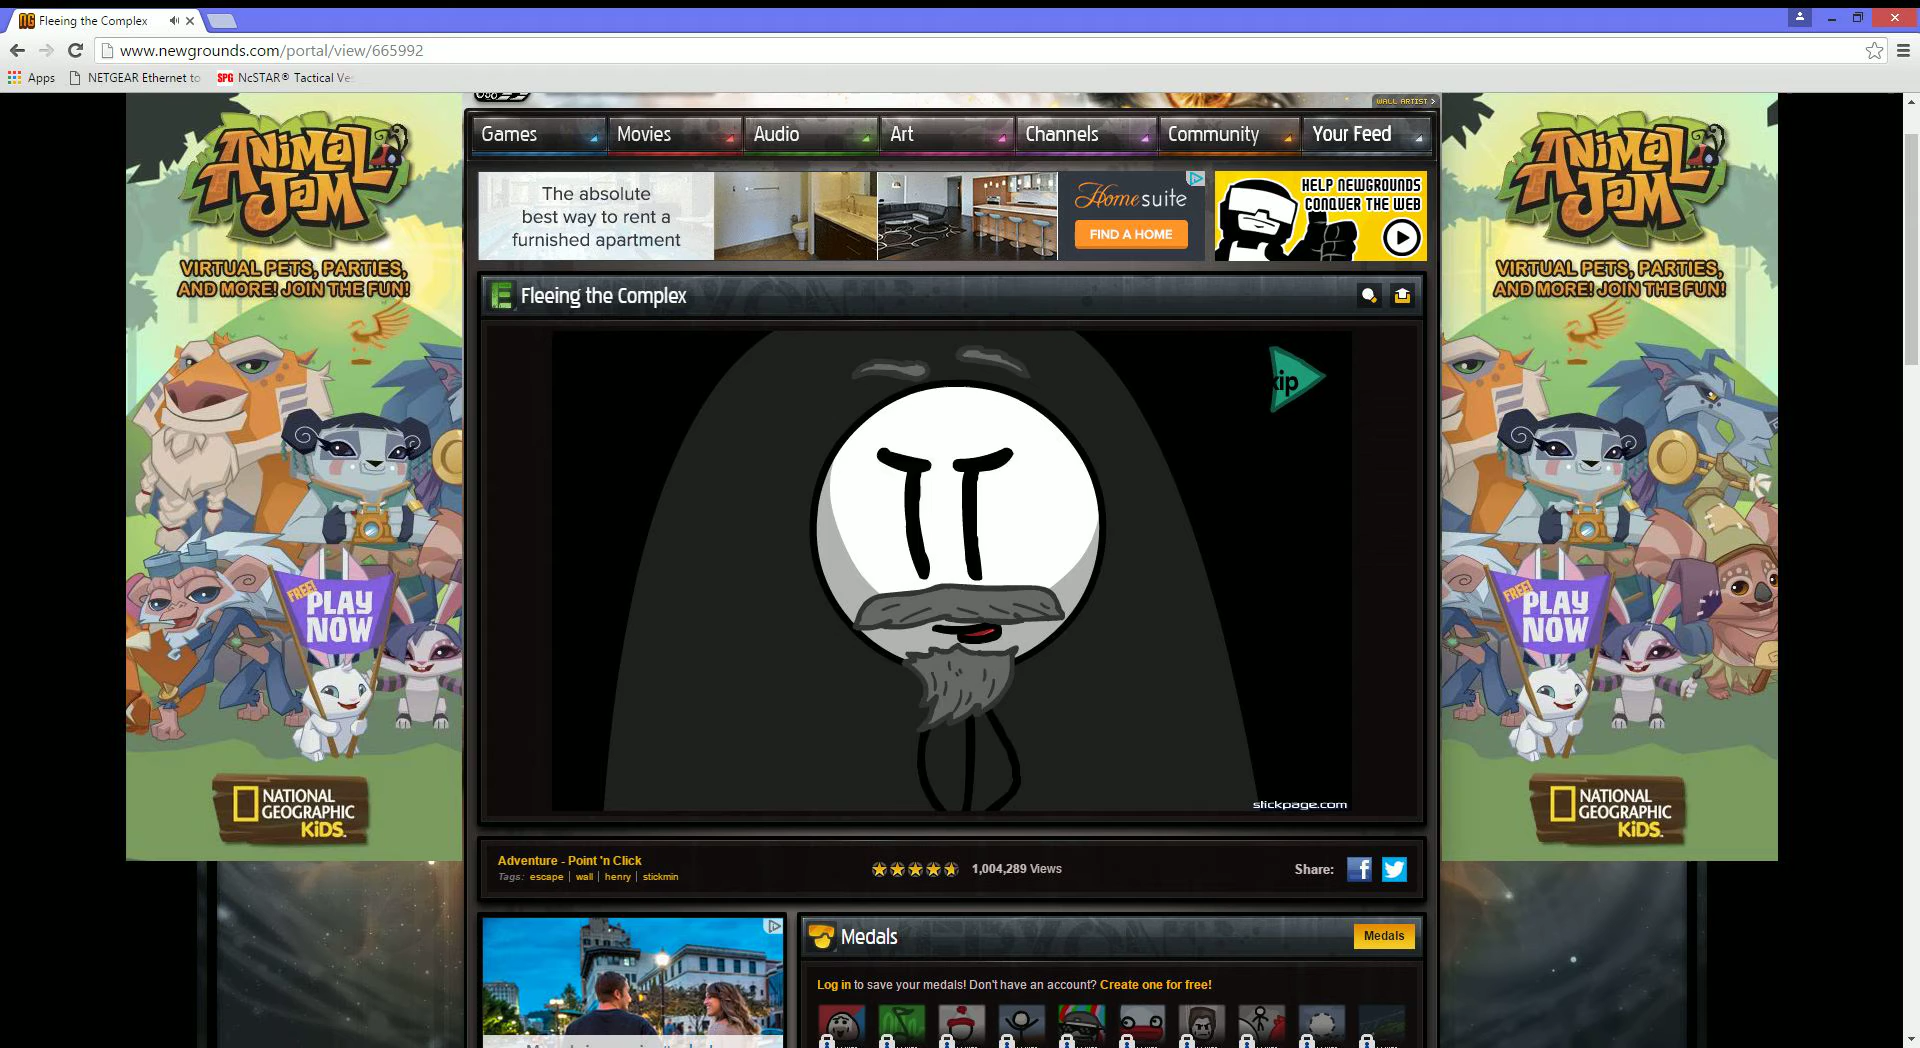 Fleeing the Complex
www.newgrounds.com/portal/view/665992
Apps
NETGEAR Ethernet to
SPG NcSTAR® Tactical Ve
WALL ARTIST >
Games
Movies
Audio
Art
Channels
Community
Your Feed
ANIMAL JAM
VIRTUAL PETS, PARTIES,
AND MORE! JOIN THE FUN!
FREE!
PLAY
NOW
NATIONAL
GEOGRAPHIC
KiDS.
The absolute
best way to rent a
furnished apartment
Homesuite
FIND A HOME
HELP NEWGROUNDS
CONQUER THE WEB
E Fleeing the Complex
kip
stickpage.com
Adventure - Point 'n Click
Tags: escape | wall | henry | stickmin
1,004,289 Views
Share:
Medals
Medals
Log in to save your medals! Don't have an account? Create one for free!
ANIMAL JAM
VIRTUAL PETS, PARTIES,
AND MORE! JOIN THE FUN!
FREE!
PLAY
NOW
NATIONAL
GEOGRAPHIC
KiDS.